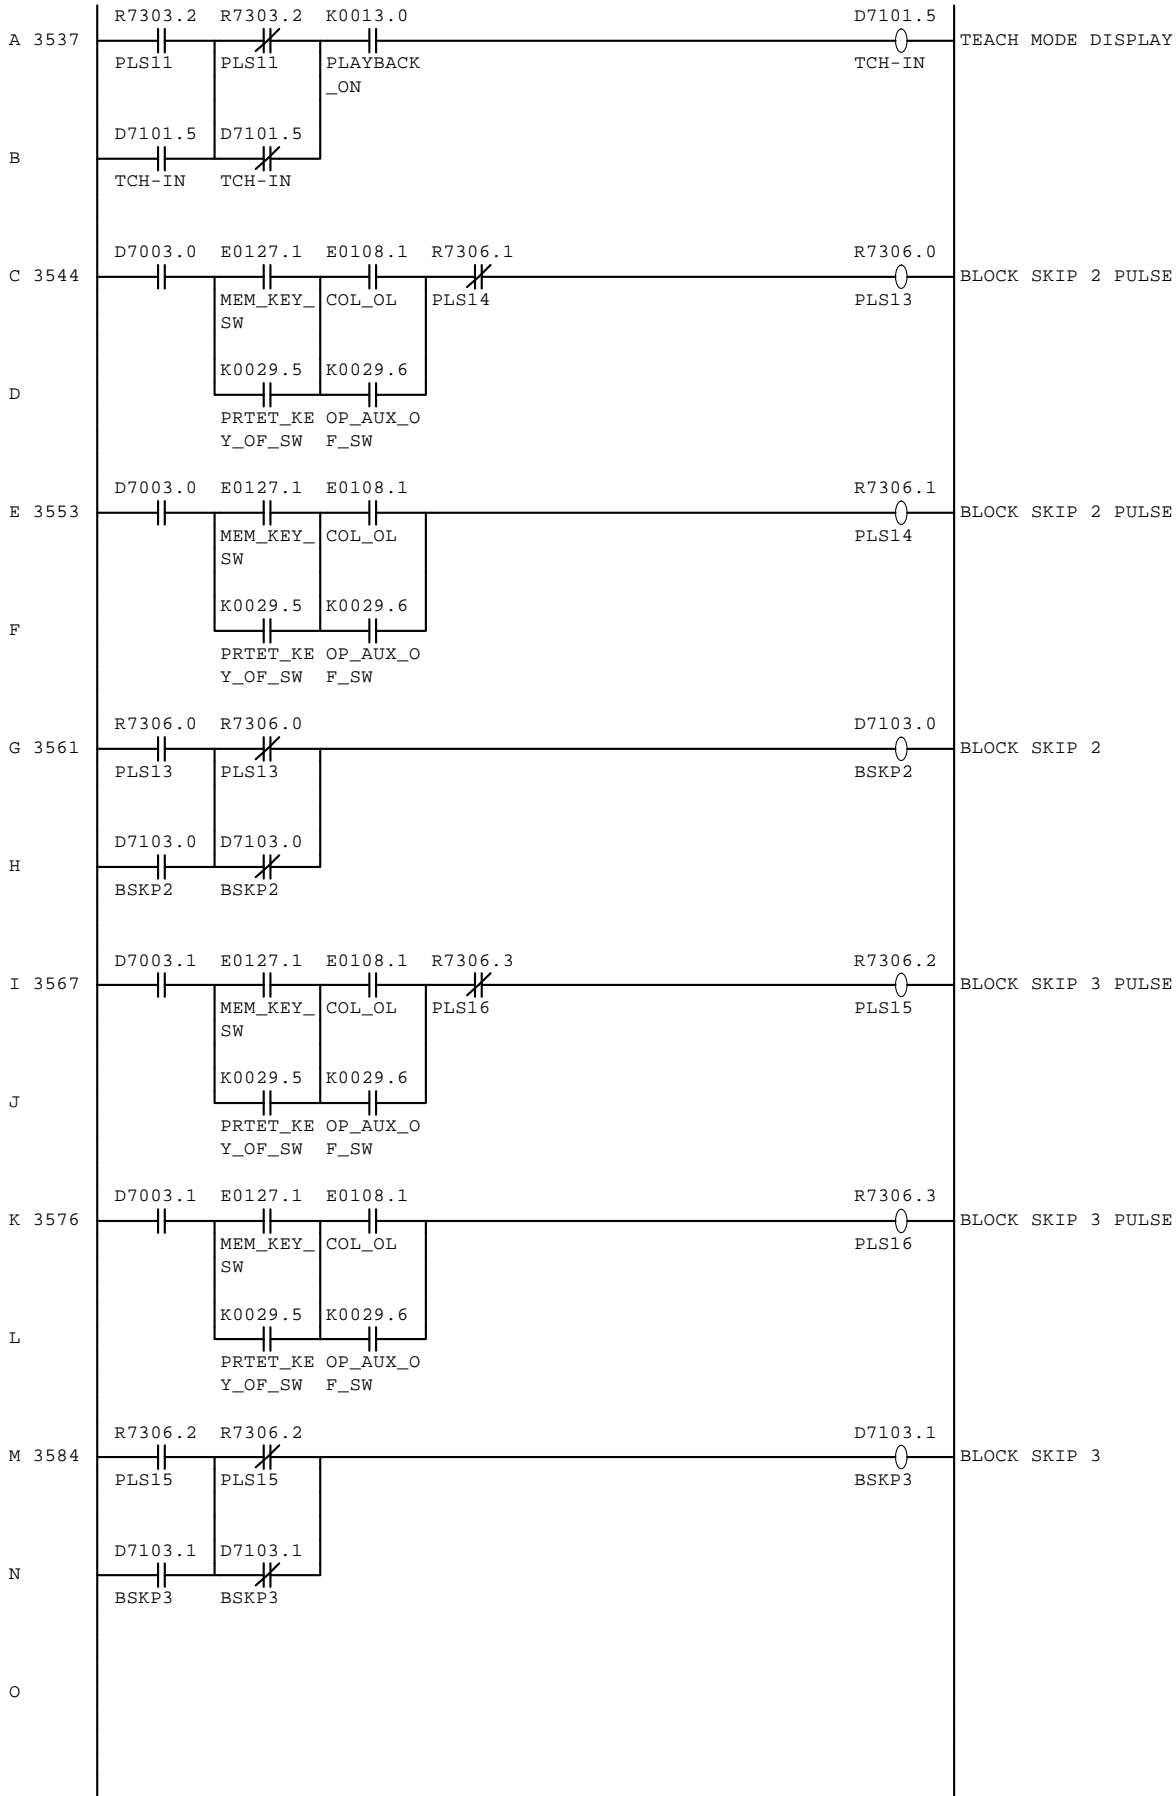 R7303.2 R7303.2 K0013.0 D7101.5
A 3537 TEACH MODE DISPLAY
PLS11 PLS11 PLAYBACK TCH-IN
_ON
D7101.5 D7101.5
B
TCH-IN TCH-IN
D7003.0 E0127.1 E0108.1 R7306.1 R7306.0
C 3544 BLOCK SKIP 2 PULSE
MEM_KEY_ COL_OL PLS14 PLS13
SW
K0029.5 K0029.6
D
PRTET_KE OP_AUX_O
Y_OF_SW F_SW
D7003.0 E0127.1 E0108.1 R7306.1
E 3553 BLOCK SKIP 2 PULSE
MEM_KEY_ COL_OL PLS14
SW
K0029.5 K0029.6
F
PRTET_KE OP_AUX_O
Y_OF_SW F_SW
R7306.0 R7306.0 D7103.0
G 3561 BLOCK SKIP 2
PLS13 PLS13 BSKP2
D7103.0 D7103.0
H
BSKP2 BSKP2
D7003.1 E0127.1 E0108.1 R7306.3 R7306.2
I 3567 BLOCK SKIP 3 PULSE
MEM_KEY_ COL_OL PLS16 PLS15
SW
K0029.5 K0029.6
J
PRTET_KE OP_AUX_O
Y_OF_SW F_SW
D7003.1 E0127.1 E0108.1 R7306.3
K 3576 BLOCK SKIP 3 PULSE
MEM_KEY_ COL_OL PLS16
SW
K0029.5 K0029.6
L
PRTET_KE OP_AUX_O
Y_OF_SW F_SW
R7306.2 R7306.2 D7103.1
M 3584 BLOCK SKIP 3
PLS15 PLS15 BSKP3
D7103.1 D7103.1
N
BSKP3 BSKP3
O